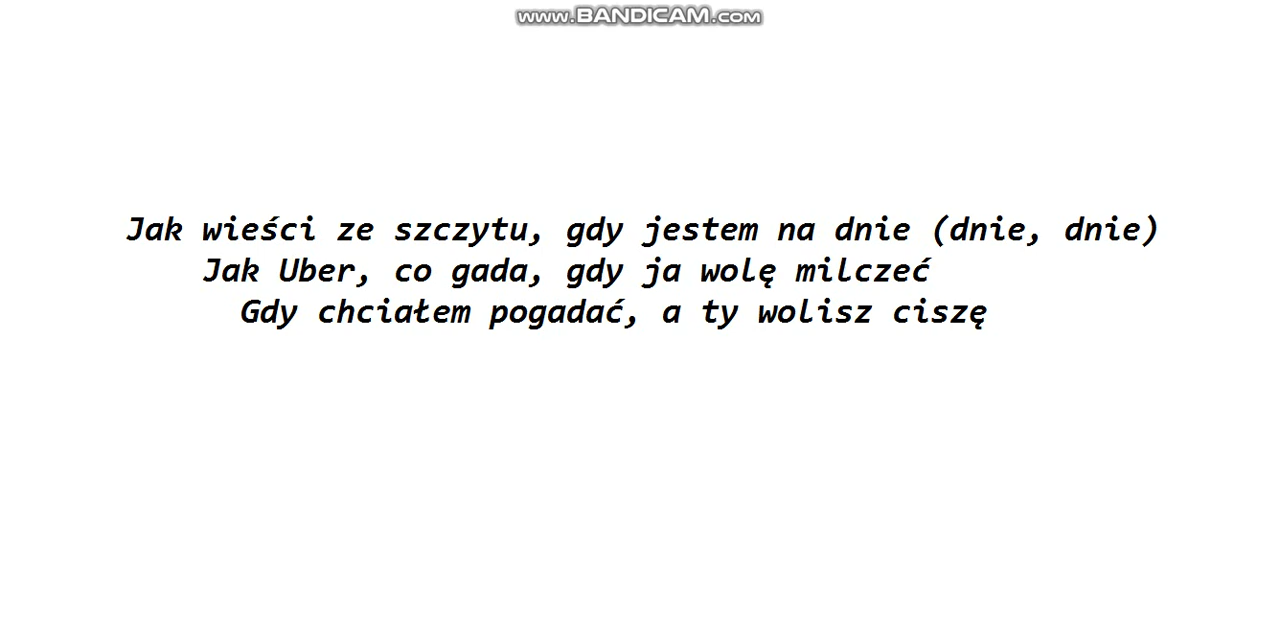 www.BANDICAM.com
Jak wieści ze szczytu, gdy jestem na dnie (dnie, dnie)
Jak Uber, co gada, gdy ja wolę milczeć
Gdy chciałem pogadać, a ty wolisz ciszę